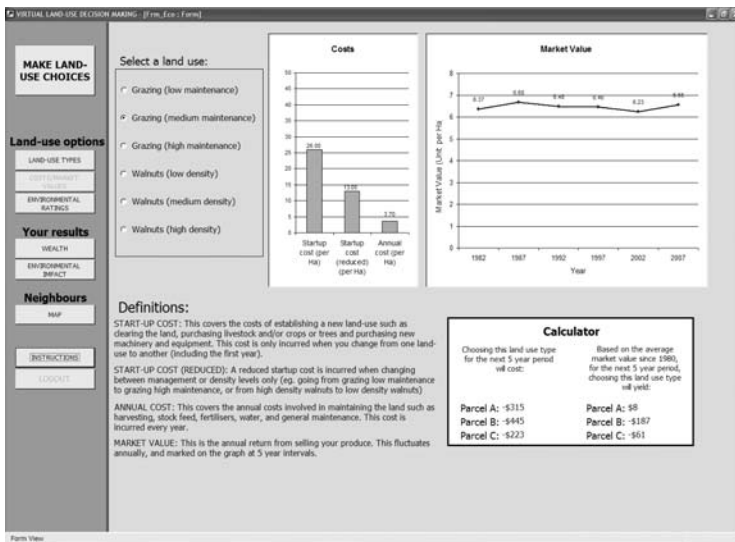 VIRTUAL LAND-USE DECISION MAKING - [Frm_Eco : Form]
MAKE LAND-
USE CHOICES
Land-use options
LAND-USE TYPES
COSTS/MARKET
VALUES
ENVIRONMENTAL
RATINGS
Your results
WEALTH
ENVIRONMENTAL
IMPACT
Neighbours
MAP
INSTRUCTIONS
LOGOUT
Select a land use:
Grazing (low maintenance)
Grazing (medium maintenance)
Grazing (high maintenance)
Walnuts (low density)
Walnuts (medium density)
Walnuts (high density)
Costs
50
45
40
35
30
25
20
15
10
5
0
26.00
13.00
3.70
Startup
cost (per
Ha)
Startup
cost
(reduced)
(per Ha)
Annual
cost (per
Ha)
Market Value
Market Value (Unit per Ha)
8
7
6
5
4
3
2
1
0
6.37
6.48
6.46
6.23
1982
1987
1992
1997
2002
2007
Year
Definitions:
START-UP COST: This covers the costs of establishing a new land-use such as
clearing the land, purchasing livestock and/or crops or trees and purchasing new
machinery and equipment. This cost is only incurred when you change from one land-
use to another (including the first year).
START-UP COST (REDUCED): A reduced startup cost is incurred when changing
between management or density levels only (eg. going from grazing low maintenance
to grazing high maintenance, or from high density walnuts to low density walnuts)
ANNUAL COST: This covers the annual costs involved in maintaining the land such as
harvesting, stock feed, fertilisers, water, and general maintenance. This cost is
incurred every year.
MARKET VALUE: This is the annual return from selling your produce. This fluctuates
annually, and marked on the graph at 5 year intervals.
Calculator
Choosing this land use type
for the next 5 year period
will cost:
Parcel A: -$315
Parcel B: -$445
Parcel C: -$223
Based on the average
market value since 1980,
for the next 5 year period,
choosing this land use type
will yield:
Parcel A: $8
Parcel B: -$187
Parcel C: -$61
Form View